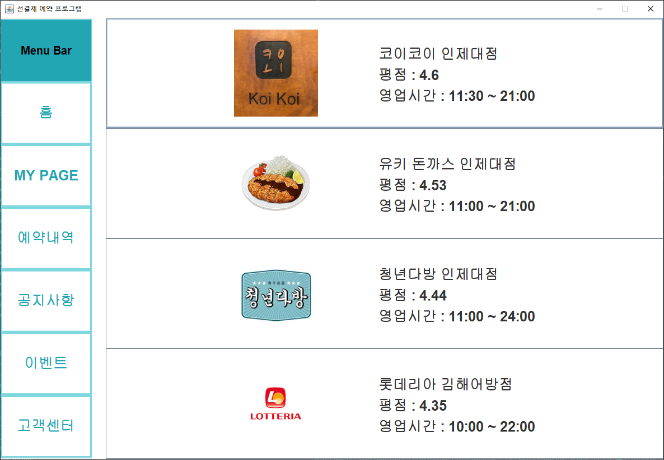 선결제 예약 프로그램
Menu Bar
홈
MY PAGE
예약내역
공지사항
이벤트
고객센터
코이
코이
Koi Koi
코이코이 인제대점
평점 : 4.6
영업시간 : 11:30 ~ 21:00
유키 돈까스 인제대점
평점 : 4.53
영업시간 : 11:00 ~ 21:00
청년다방
청년다방 인제대점
평점 : 4.44
영업시간 : 11:00 ~ 24:00
LOTTERIA
롯데리아 김해어방점
평점 : 4.35
영업시간 : 10:00 ~ 22:00